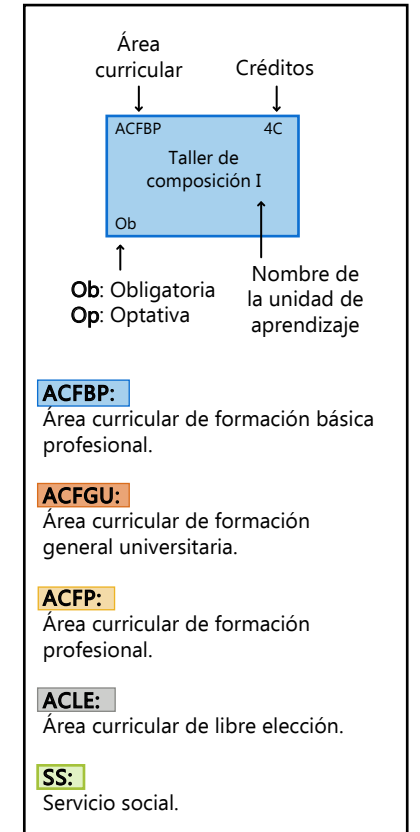 Área
curricular
Créditos
ACFBP 4C
Taller de
composición I
Ob
Ob: Obligatoria
Op: Optativa
Nombre de
la unidad de
aprendizaje
ACFBP:
Área curricular de formación básica
profesional.
ACFGU:
Área curricular de formación
general universitaria.
ACFP:
Área curricular de formación
profesional.
ACLE:
Área curricular de libre elección.
SS:
Servicio social.